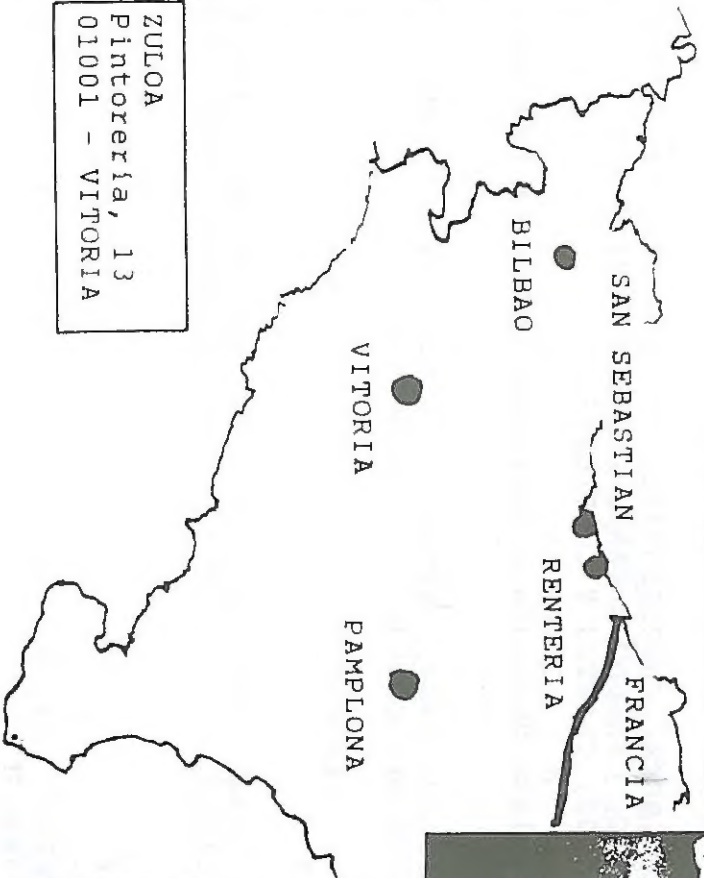 SAN SEBASTIAN
FRANCIA
BILBAO
RENTERIA
VITORIA
PAMPLONA
ZULOA
Pintorería, 13
01001 - VITORIA